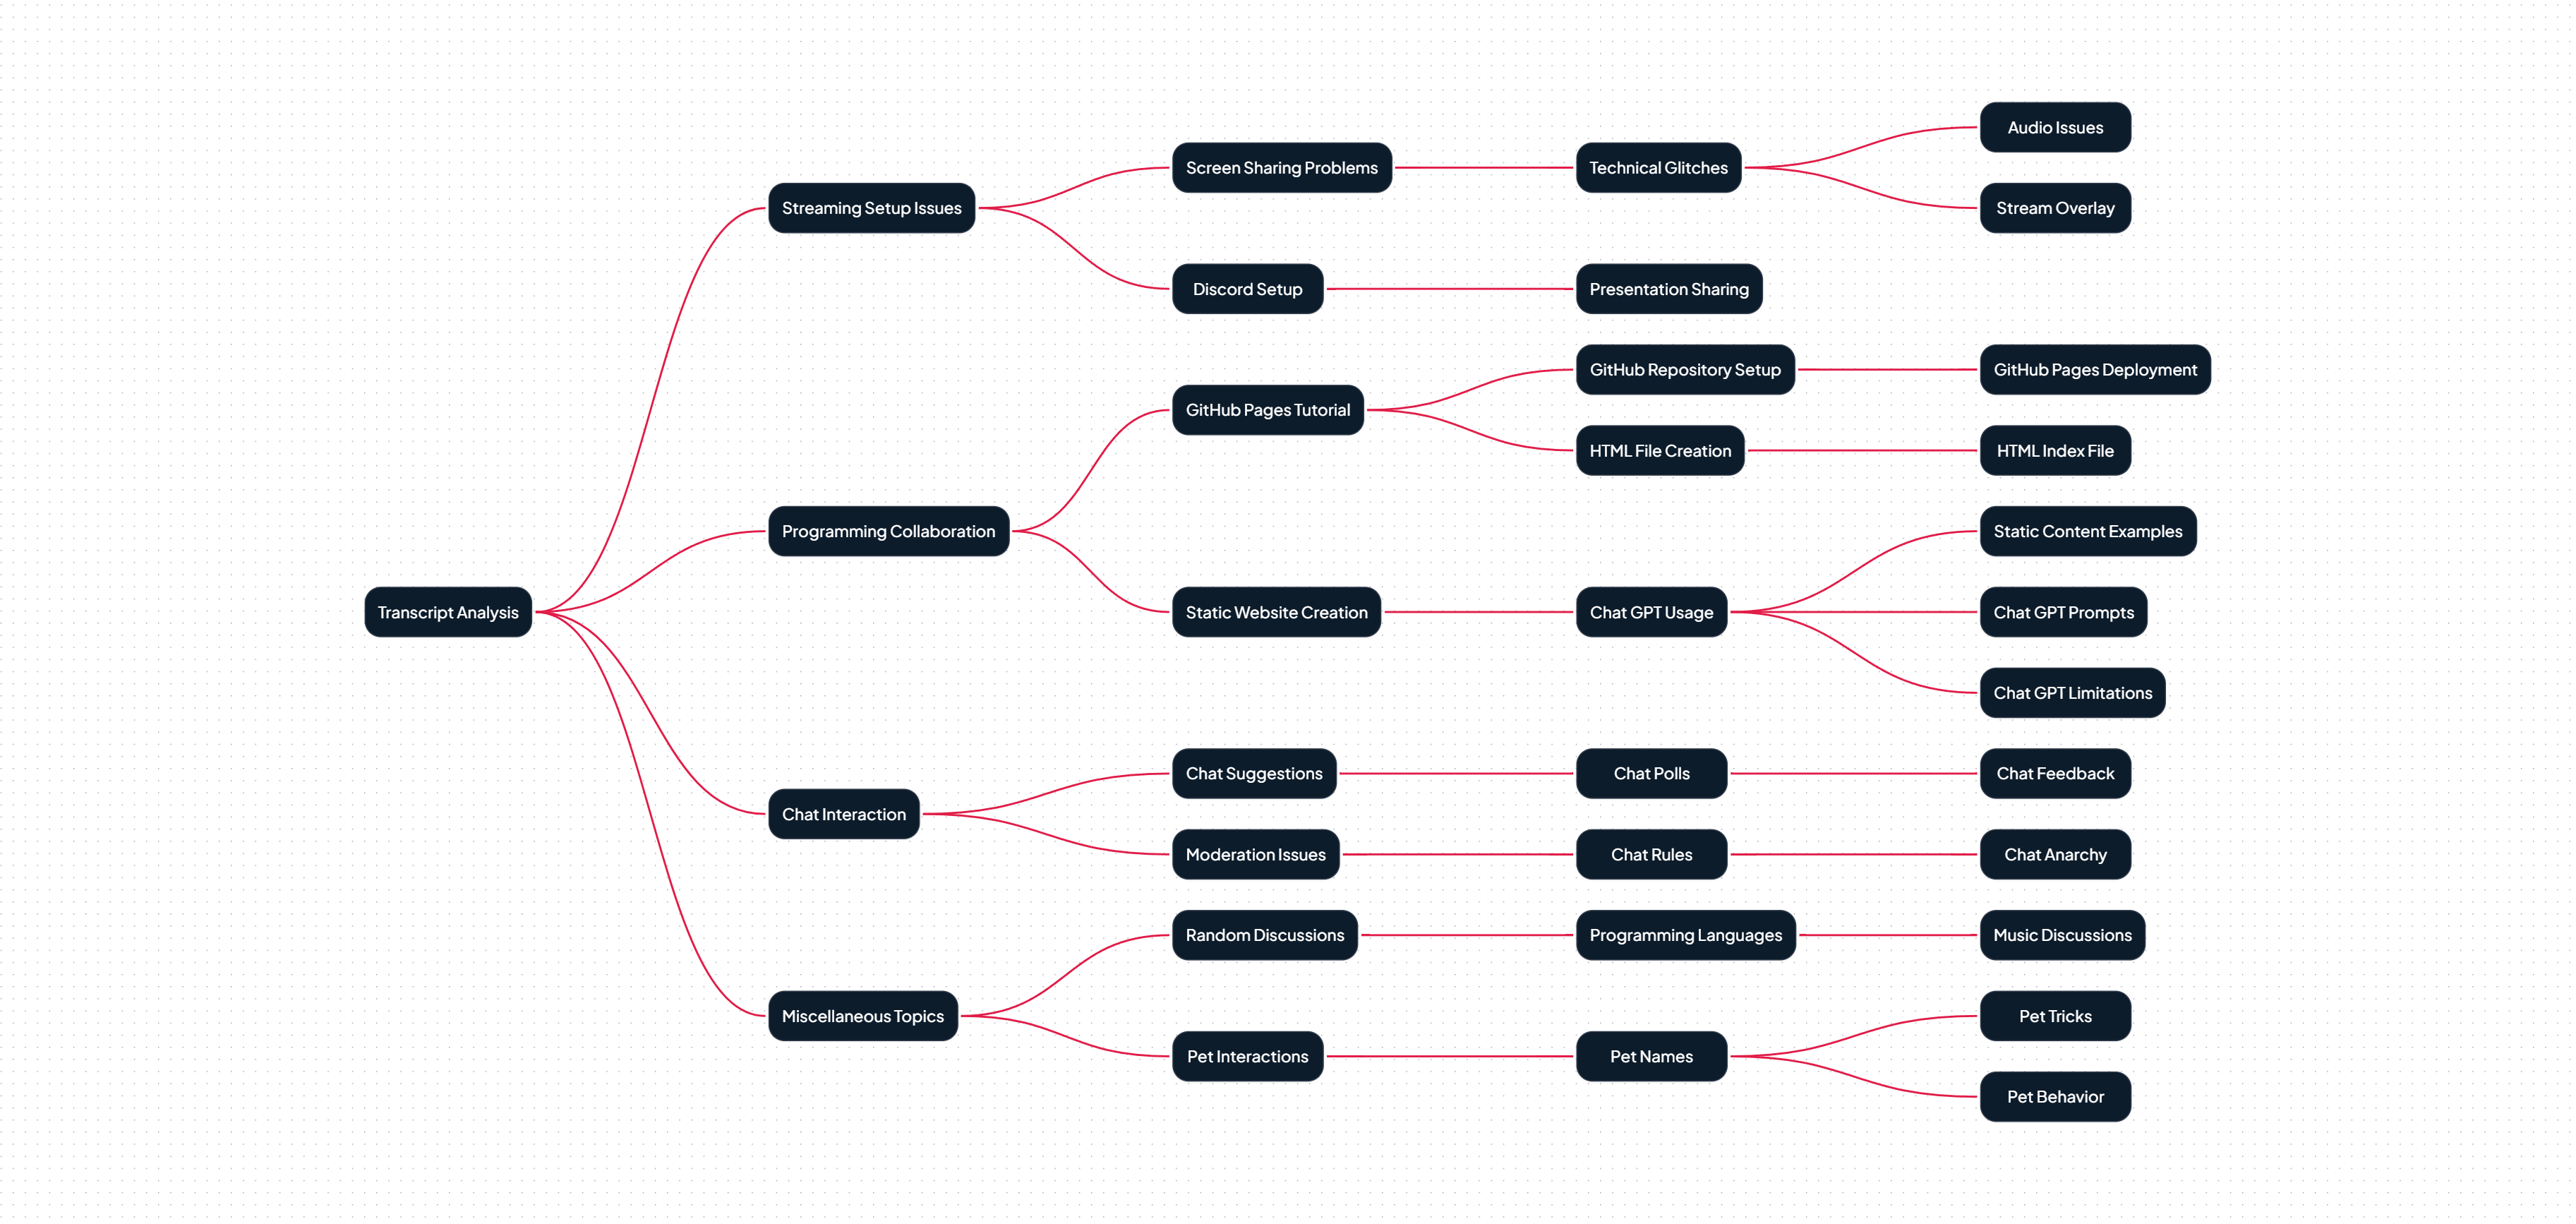 Audio Issues
Screen Sharing Problems
Technical Glitches
Streaming Setup Issues
Stream Overlay
Discord Setup
Presentation Sharing
GitHub Repository Setup
GitHub Pages Deployment
GitHub Pages Tutorial
HTML File Creation
HTML Index File
Programming Collaboration
Static Content Examples
Transcript Analysis
Static Website Creation
Chat GPT Usage
Chat GPT Prompts
Chat GPT Limitations
Chat Suggestions
Chat Polls
Chat Feedback
Chat Interaction
Moderation Issues
Chat Rules
Chat Anarchy
Random Discussions
Programming Languages
Music Discussions
Miscellaneous Topics
Pet Tricks
Pet Interactions
Pet Names
Pet Behavior